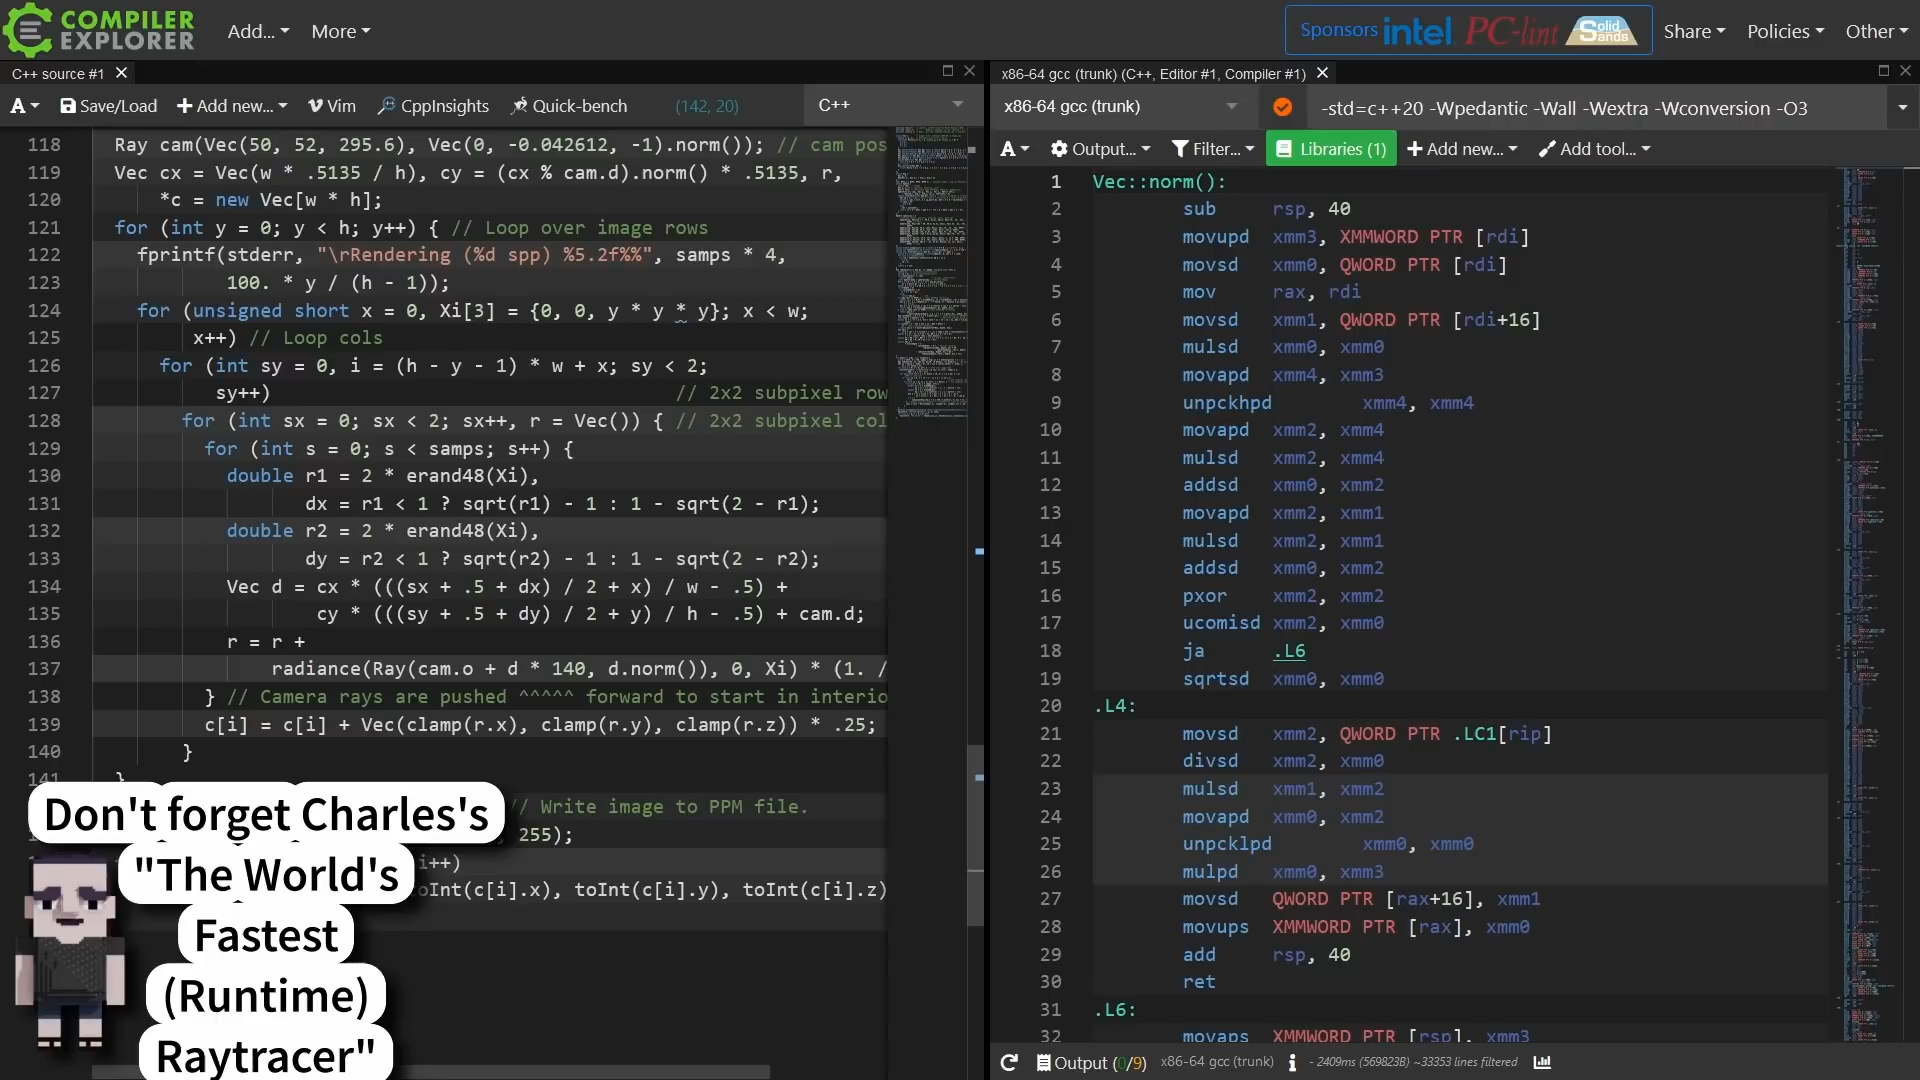 COMPILER
EXPLORER
Add...
More
Sponsors intel PC-lint Solid Sands
Share
Policies
Other
C++ source #1
A
Save/Load
Add new...
Vim
CppInsights
Quick-bench
(142, 20)
C++
118 Ray cam(Vec(50, 52, 295.6), Vec(0, -0.042612, -1).norm()); // cam pos
119 Vec cx = Vec(w * .5135 / h), cy = (cx % cam.d).norm() * .5135, r,
120 *c = new Vec[w * h];
121 for (int y = 0; y < h; y++) { // Loop over image rows
122 fprintf(stderr, "\rRendering (%d spp) %5.2f%%", samps * 4,
123 100. * y / (h - 1));
124 for (unsigned short x = 0, Xi[3] = {0, 0, y * y * y}; x < w;
125 x++) // Loop cols
126 for (int sy = 0, i = (h - y - 1) * w + x; sy < 2;
127 sy++) // 2x2 subpixel row
128 for (int sx = 0; sx < 2; sx++, r = Vec()) { // 2x2 subpixel col
129 for (int s = 0; s < samps; s++) {
130 double r1 = 2 * erand48(Xi),
131 dx = r1 < 1 ? sqrt(r1) - 1 : 1 - sqrt(2 - r1);
132 double r2 = 2 * erand48(Xi),
133 dy = r2 < 1 ? sqrt(r2) - 1 : 1 - sqrt(2 - r2);
134 Vec d = cx * (((sx + .5 + dx) / 2 + x) / w - .5) +
135 cy * (((sy + .5 + dy) / 2 + y) / h - .5) + cam.d;
136 r = r +
137 radiance(Ray(cam.o + d * 140, d.norm()), 0, Xi) * (1. /
138 } // Camera rays are pushed ^^^^^ forward to start in interio
139 c[i] = c[i] + Vec(clamp(r.x), clamp(r.y), clamp(r.z)) * .25;
140 }
141 }
// Write image to PPM file.
255);
i++)
toInt(c[i].x), toInt(c[i].y), toInt(c[i].z)
Don't forget Charles's
"The World's
Fastest
(Runtime)
Raytracer"
x86-64 gcc (trunk) (C++, Editor #1, Compiler #1)
x86-64 gcc (trunk)
-std=c++20 -Wpedantic -Wall -Wextra -Wconversion -O3
A
Output...
Filter...
Libraries (1)
Add new...
Add tool...
1 Vec::norm():
2 sub rsp, 40
3 movupd xmm3, XMMWORD PTR [rdi]
4 movsd xmm0, QWORD PTR [rdi]
5 mov rax, rdi
6 movsd xmm1, QWORD PTR [rdi+16]
7 mulsd xmm0, xmm0
8 movapd xmm4, xmm3
9 unpckhpd xmm4, xmm4
10 movapd xmm2, xmm4
11 mulsd xmm2, xmm4
12 addsd xmm0, xmm2
13 movapd xmm2, xmm1
14 mulsd xmm2, xmm1
15 addsd xmm0, xmm2
16 pxor xmm2, xmm2
17 ucomisd xmm2, xmm0
18 ja .L6
19 sqrtsd xmm0, xmm0
20 .L4:
21 movsd xmm2, QWORD PTR .LC1[rip]
22 divsd xmm2, xmm0
23 mulsd xmm1, xmm2
24 movapd xmm0, xmm2
25 unpcklpd xmm0, xmm0
26 mulpd xmm0, xmm3
27 movsd QWORD PTR [rax+16], xmm1
28 movups XMMWORD PTR [rax], xmm0
29 add rsp, 40
30 ret
31 .L6:
32 movaps XMMWORD PTR [rsp], xmm3
Output (0/9) x86-64 gcc (trunk) i - 2409ms (569823B) ~33353 lines filtered